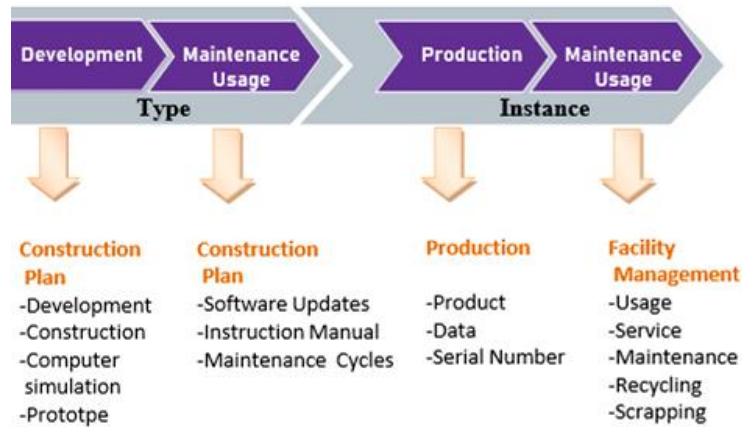 Development
Maintenance
Usage
Production
Maintenance
Usage
Type
Instance
Construction
Plan
-Development
-Construction
-Computer
simulation
-Prototpe
Construction
Plan
-Software Updates
-Instruction Manual
-Maintenance Cycles
Production
-Product
-Data
-Serial Number
Facility
Management
-Usage
-Service
-Maintenance
-Recycling
-Scrapping